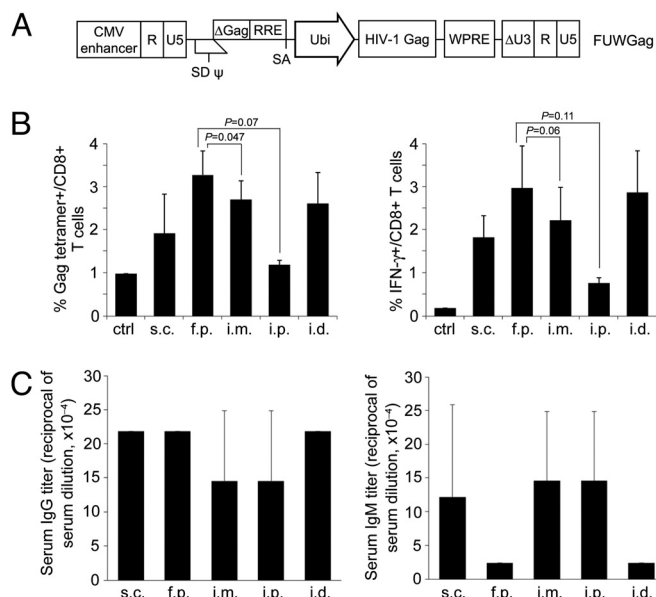 A
CMV
enhancer
R
U5
ΔGag
RRE
SD ψ
SA
Ubi
HIV-1 Gag
WPRE
ΔU3
R
U5
FUWGag
B
% Gag tetramer+/CD8+
T cells
4
3
2
1
0
P=0.07
P=0.047
ctrl s.c. f.p. i.m. i.p. i.d.
% IFN-γ+/CD8+ T cells
4
3
2
1
0
P=0.11
P=0.06
ctrl s.c. f.p. i.m. i.p. i.d.
C
Serum IgG titer (reciprocal of
serum dilution, x10⁻⁴)
30
25
20
15
10
5
0
s.c. f.p. i.m. i.p. i.d.
Serum IgM titer (reciprocal of
serum dilution, x10⁻⁴)
30
25
20
15
10
5
0
s.c. f.p. i.m. i.p. i.d.